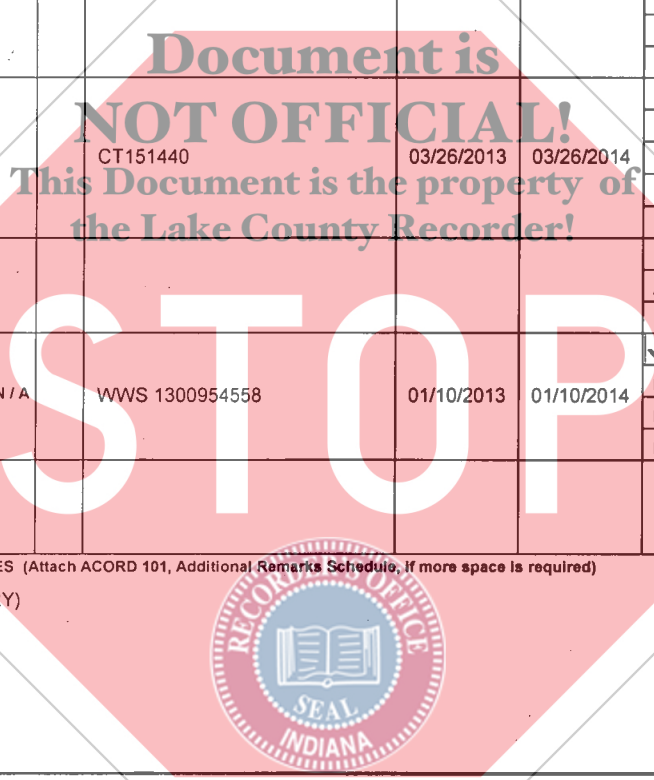 Document is
NOT OFFICIAL!
CT151440 03/26/2013 03/26/2014
This Document is the property of
the Lake County Recorder!
STOP
N/A WWS 1300954558 01/10/2013 01/10/2014
ES (Attach ACORD 101, Additional Remarks Schedule, if more space is required)
Y)
RECORDER'S OFFICE
SEAL
INDIANA